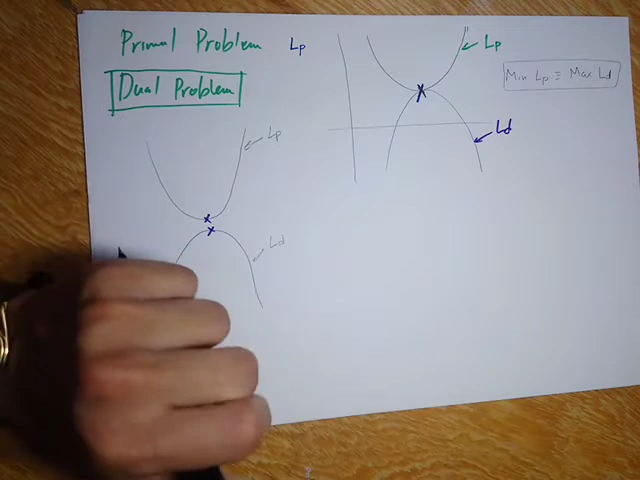 Primal Problem Lp
Dual Problem
Lp
Min Lp ≡ Max Ld
Ld
Lp
Ld